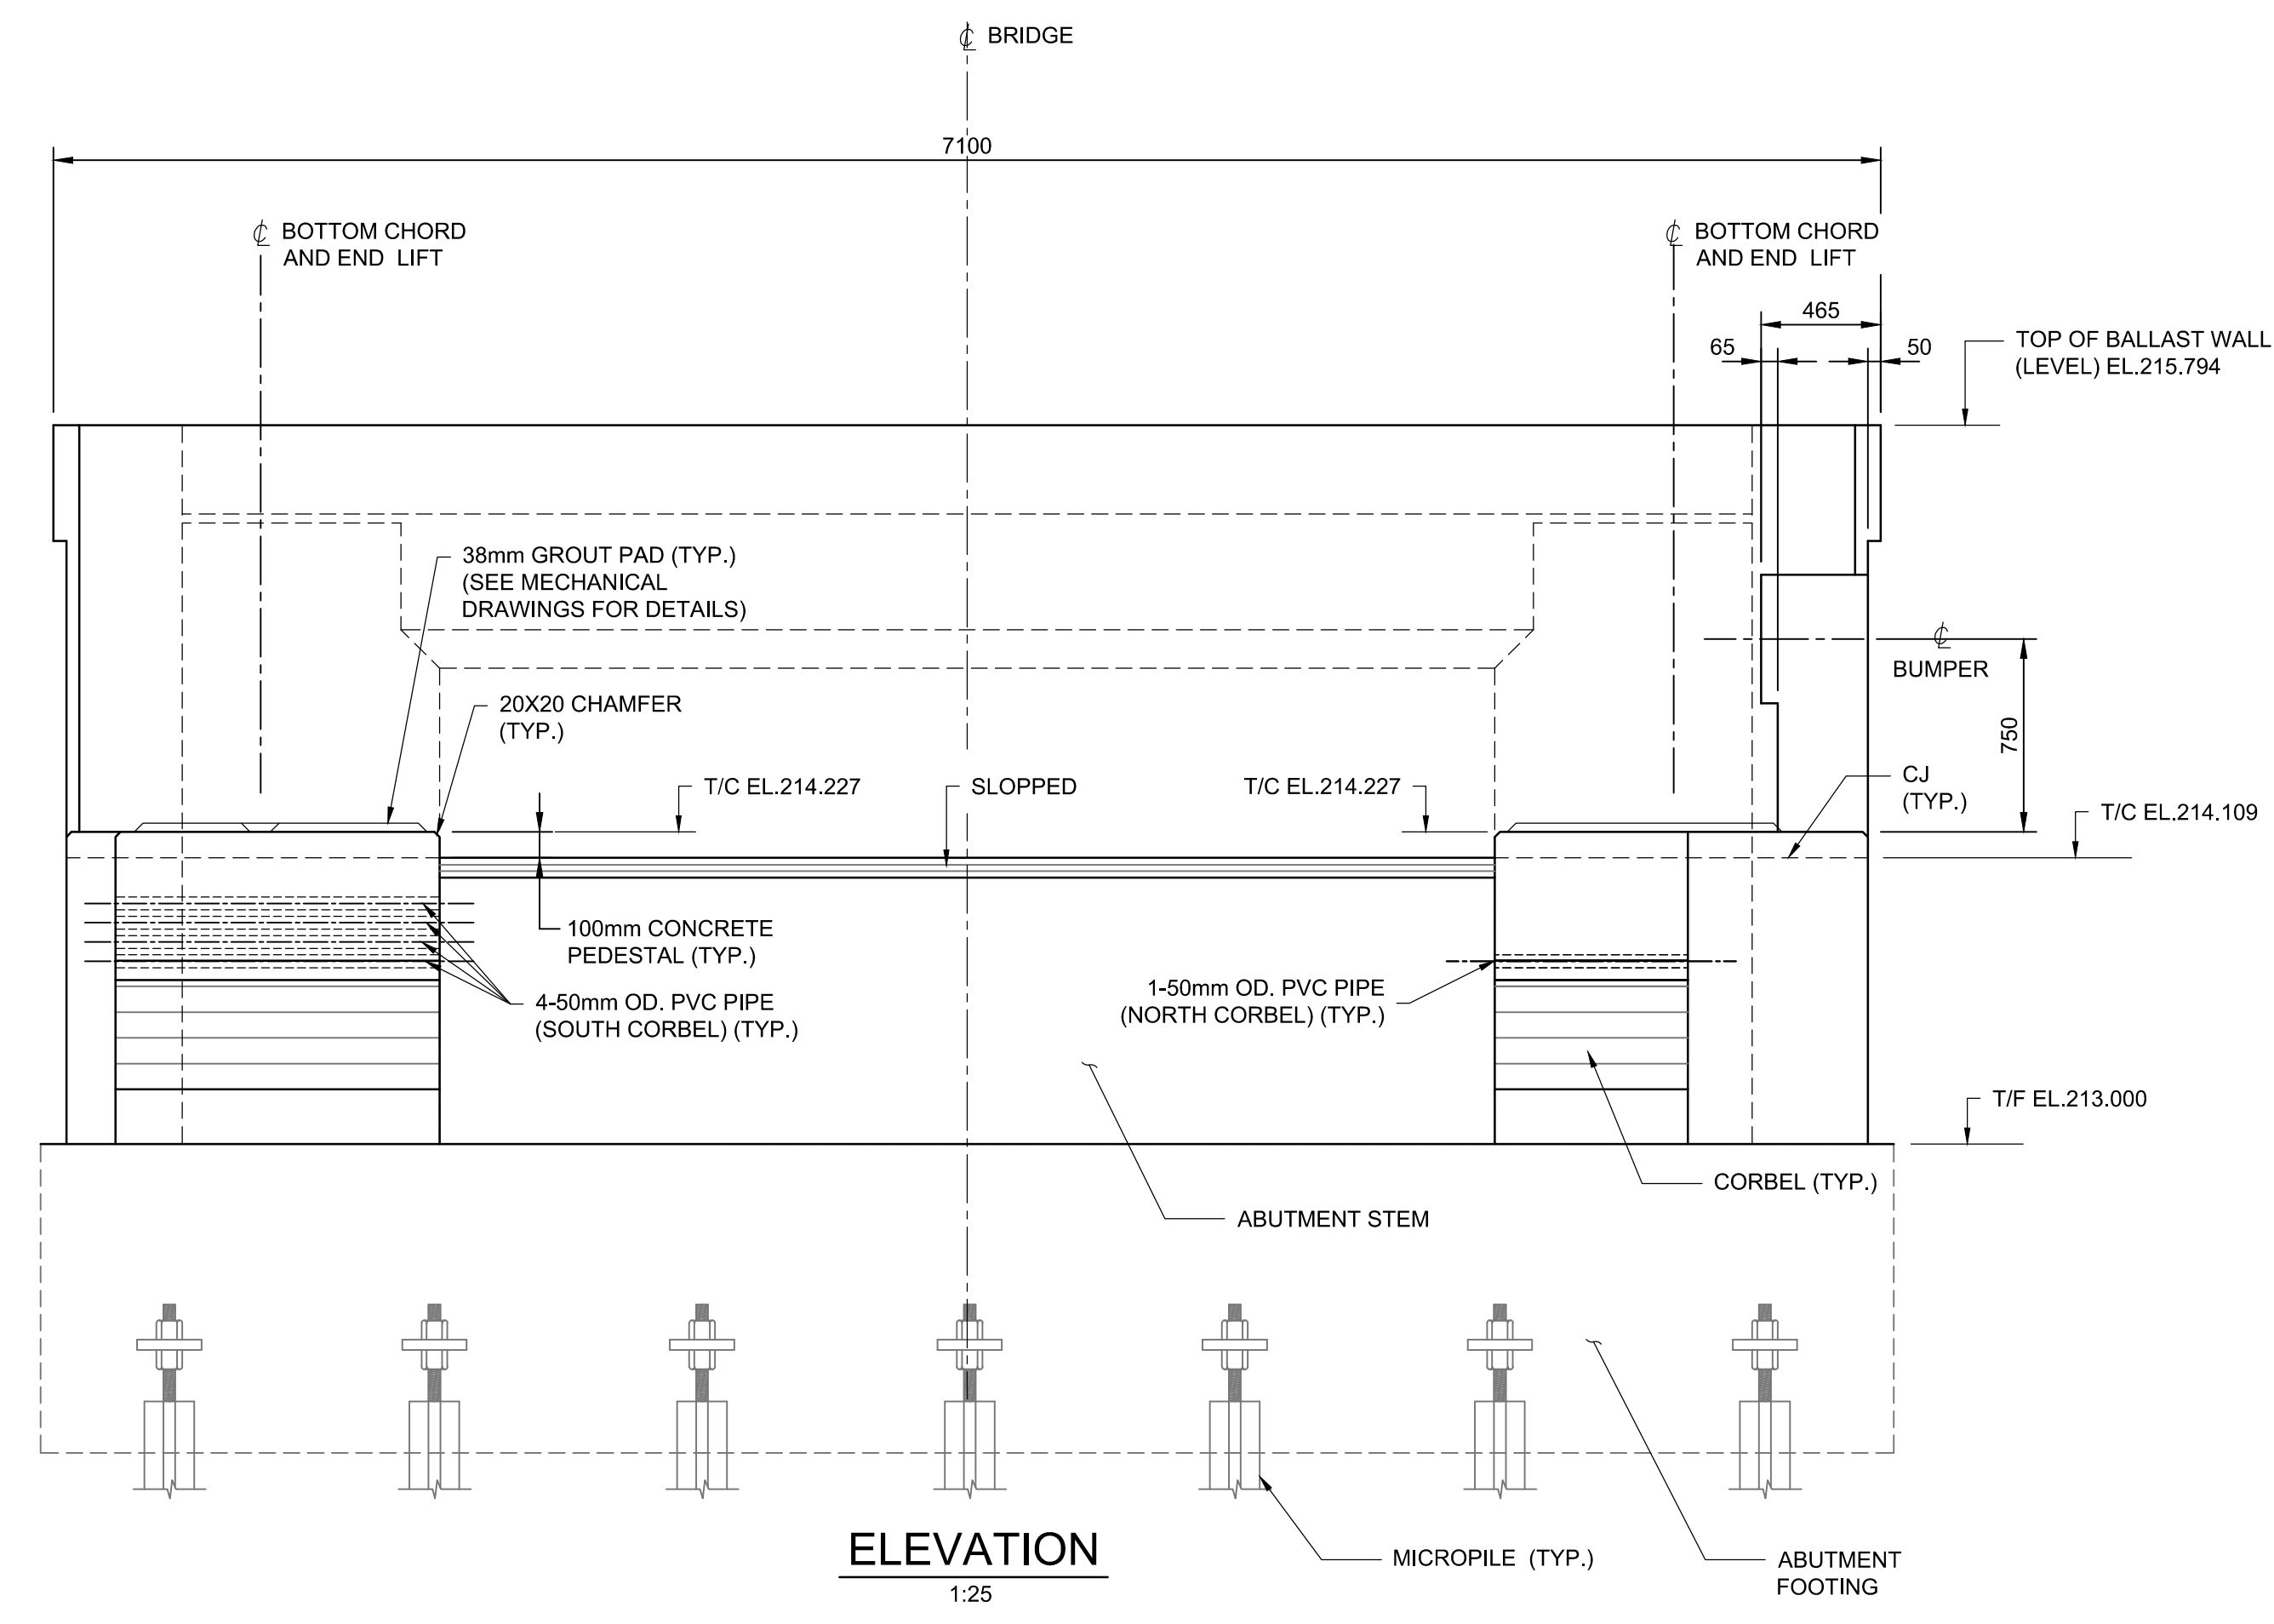 ℄ BRIDGE
7100
℄ BOTTOM CHORD
AND END LIFT
℄ BOTTOM CHORD
AND END LIFT
465
65
50
TOP OF BALLAST WALL
(LEVEL) EL.215.794
38mm GROUT PAD (TYP.)
(SEE MECHANICAL
DRAWINGS FOR DETAILS)
℄
BUMPER
20X20 CHAMFER
(TYP.)
750
T/C EL.214.227
SLOPPED
T/C EL.214.227
CJ
(TYP.)
T/C EL.214.109
100mm CONCRETE
PEDESTAL (TYP.)
4-50mm OD. PVC PIPE
(SOUTH CORBEL) (TYP.)
1-50mm OD. PVC PIPE
(NORTH CORBEL) (TYP.)
T/F EL.213.000
CORBEL (TYP.)
ABUTMENT STEM
MICROPILE (TYP.)
ABUTMENT
FOOTING
ELEVATION
1:25